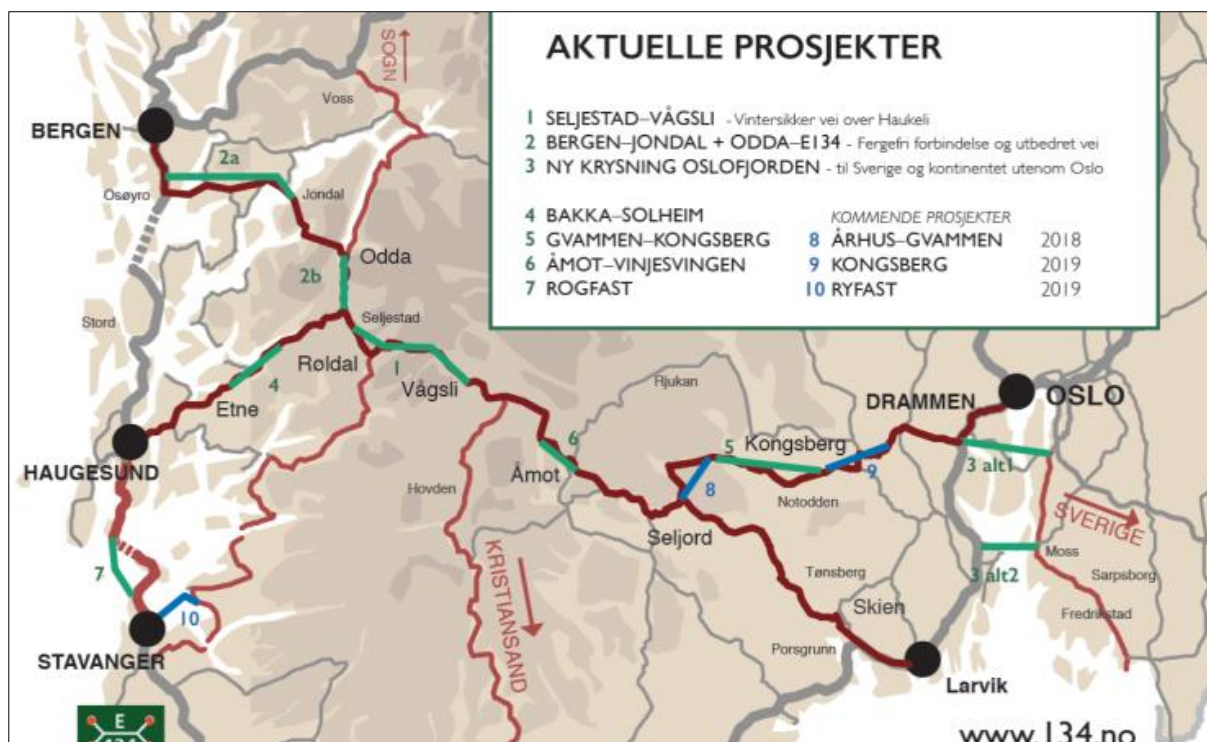 AKTUELLE PROSJEKTER
1 SELJESTAD–VÅGSLI - Vintersikker vei over Haukeli
2 BERGEN–JONDAL + ODDA–E134 - Fergefri forbindelse og utbedret vei
3 NY KRYSNING OSLOFJORDEN - til Sverige og kontinentet utenom Oslo
4 BAKKA–SOLHEIM
5 GVAMMEN–KONGSBERG
6 ÅMOT–VINJESVINGEN
7 ROGFAST
KOMMENDE PROSJEKTER
8 ÅRHUS–GVAMMEN 2018
9 KONGSBERG 2019
10 RYFAST 2019
SOGN
Voss
BERGEN
2a
Osøyro
Jondal
Odda
2b
Stord
Seljestad
Røldal
1
4
Vågsli
Etne
Rjukan
DRAMMEN
OSLO
HAUGESUND
6
5
Kongsberg
9
3 alt1
Åmot
Hovden
8
Notodden
SVERIGE
Seljord
KRISTIANSAND
7
10
Tønsberg
3 alt2
Moss
Sarpsborg
Skien
Fredrikstad
STAVANGER
Porsgrunn
Larvik
E
134
www.134.no